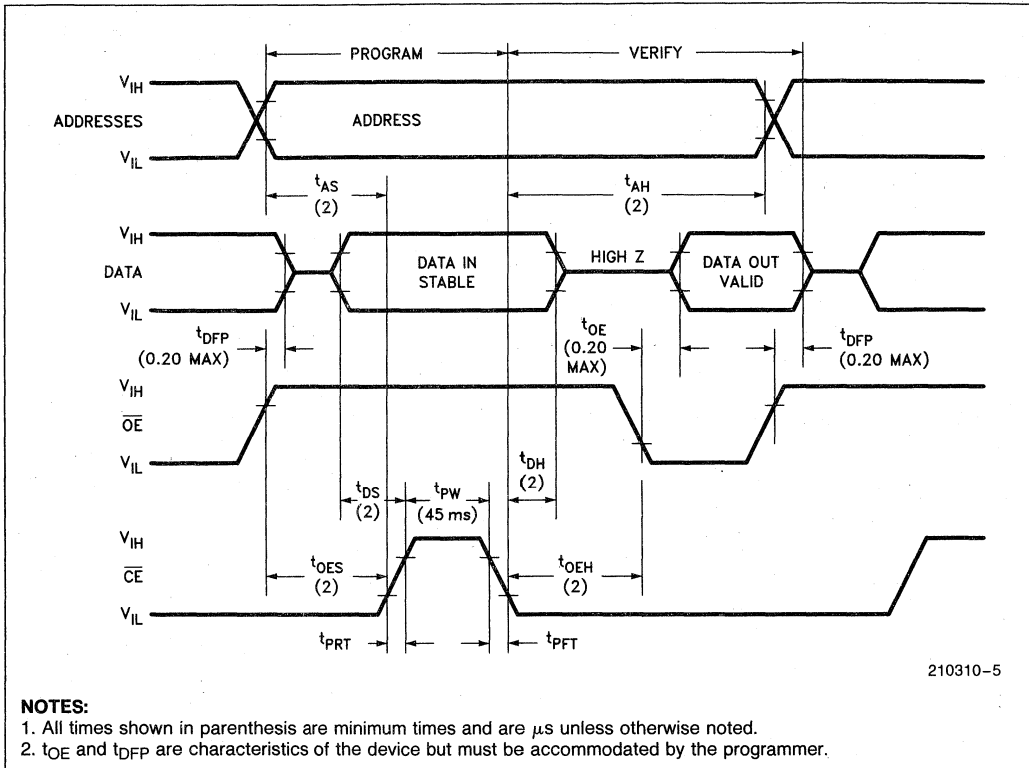 PROGRAM
VERIFY
VIH
ADDRESSES
ADDRESS
VIL
tAS
(2)
tAH
(2)
VIH
DATA
DATA IN
STABLE
HIGH Z
DATA OUT
VALID
VIL
tDFP
(0.20 MAX)
tOE
(0.20
MAX)
tDFP
(0.20 MAX)
VIH
OE
VIL
tDS
(2)
tPW
(45 ms)
tDH
(2)
VIH
CE
VIL
tOES
(2)
tOEH
(2)
tPRT
tPFT
210310-5
NOTES:
1. All times shown in parenthesis are minimum times and are μs unless otherwise noted.
2. tOE and tDFP are characteristics of the device but must be accommodated by the programmer.